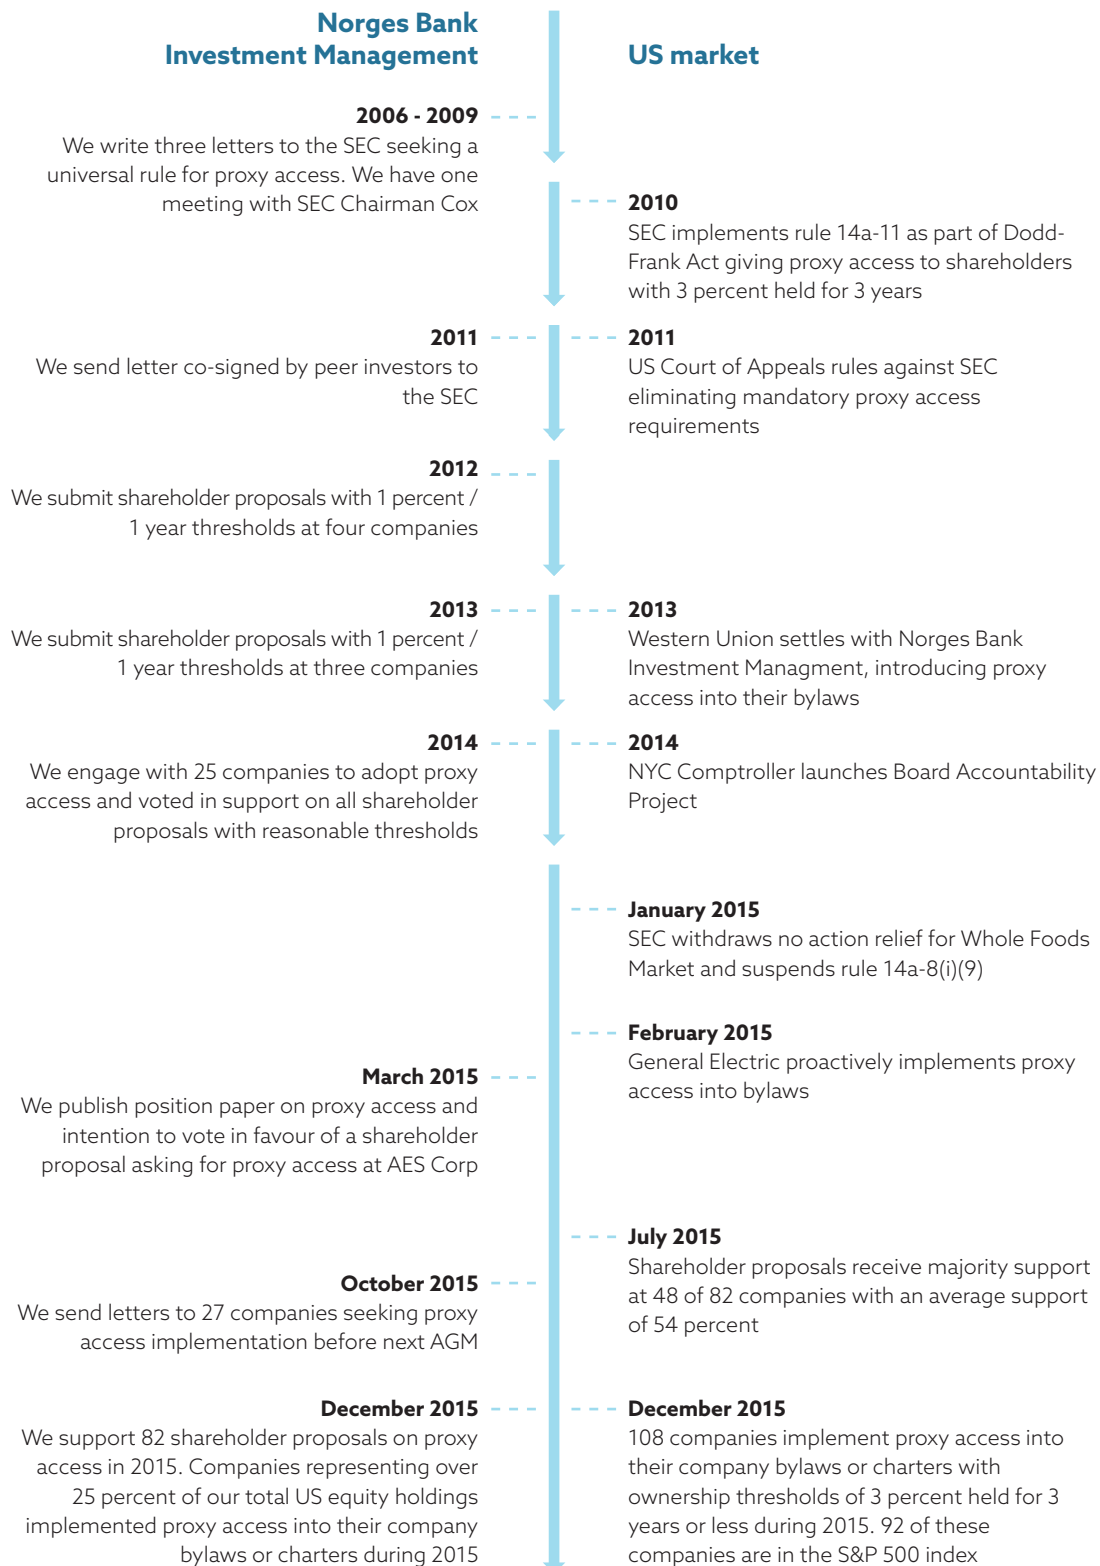 Norges Bank
Investment Management
US market
2006 - 2009
We write three letters to the SEC seeking a
universal rule for proxy access. We have one
meeting with SEC Chairman Cox
2010
SEC implements rule 14a-11 as part of Dodd-
Frank Act giving proxy access to shareholders
with 3 percent held for 3 years
2011
We send letter co-signed by peer investors to
the SEC
2011
US Court of Appeals rules against SEC
eliminating mandatory proxy access
requirements
2012
We submit shareholder proposals with 1 percent /
1 year thresholds at four companies
2013
We submit shareholder proposals with 1 percent /
1 year thresholds at three companies
2013
Western Union settles with Norges Bank
Investment Managment, introducing proxy
access into their bylaws
2014
We engage with 25 companies to adopt proxy
access and voted in support on all shareholder
proposals with reasonable thresholds
2014
NYC Comptroller launches Board Accountability
Project
January 2015
SEC withdraws no action relief for Whole Foods
Market and suspends rule 14a-8(i)(9)
February 2015
General Electric proactively implements proxy
access into bylaws
March 2015
We publish position paper on proxy access and
intention to vote in favour of a shareholder
proposal asking for proxy access at AES Corp
July 2015
Shareholder proposals receive majority support
at 48 of 82 companies with an average support
of 54 percent
October 2015
We send letters to 27 companies seeking proxy
access implementation before next AGM
December 2015
We support 82 shareholder proposals on proxy
access in 2015. Companies representing over
25 percent of our total US equity holdings
implemented proxy access into their company
bylaws or charters during 2015
December 2015
108 companies implement proxy access into
their company bylaws or charters with
ownership thresholds of 3 percent held for 3
years or less during 2015. 92 of these
companies are in the S&P 500 index